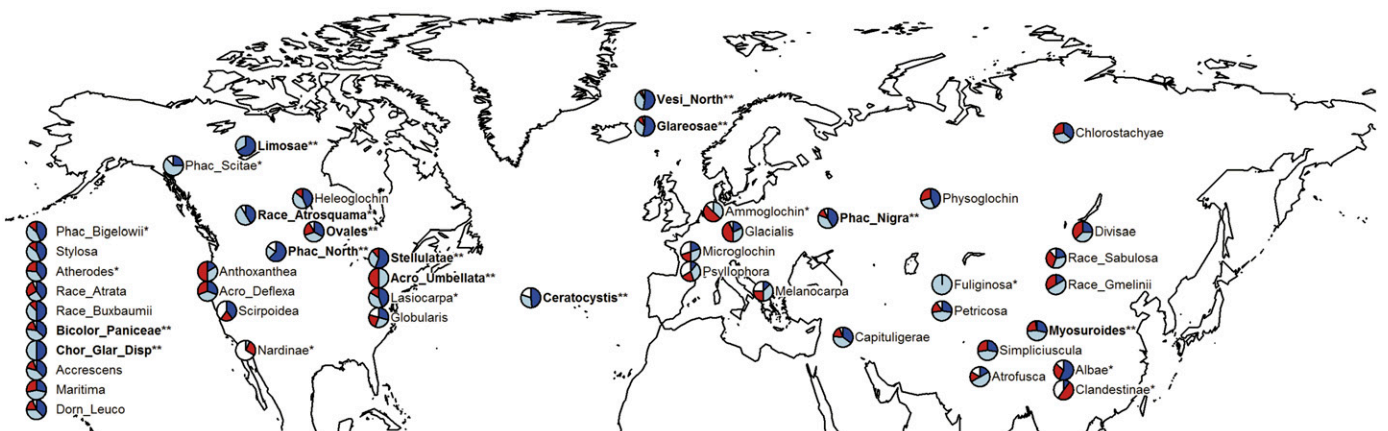 Vesi_North**
Glareosae**
Chlorostachyae
Limosae**
Phac_Scitae*
Heleoglochin
Physoglochin
Race_Atrosquama**
Ammoglochin*
Phac_Nigra**
Phac_Bigelowii*
Ovales**
Glacialis
Divisae
Stylosa
Phac_North**
Stellulatae**
Microglochin
Race_Sabulosa
Atherodes*
Anthoxanthea
Acro_Umbellata**
Psyllophora
Race_Atrata
Acro_Deflexa
Lasiocarpa*
Ceratocystis**
Melanocarpa
Fuliginosa*
Race_Gmelinii
Race_Buxbaumii
Scirpoidea
Globularis
Petricosa
Bicolor_Paniceae**
Capituligerae
Myosuroides**
Chor_Glar_Disp**
Nardinae*
Simpliciuscula
Accrescens
Atrofusca
Albae*
Maritima
Clandestinae*
Dorn_Leuco